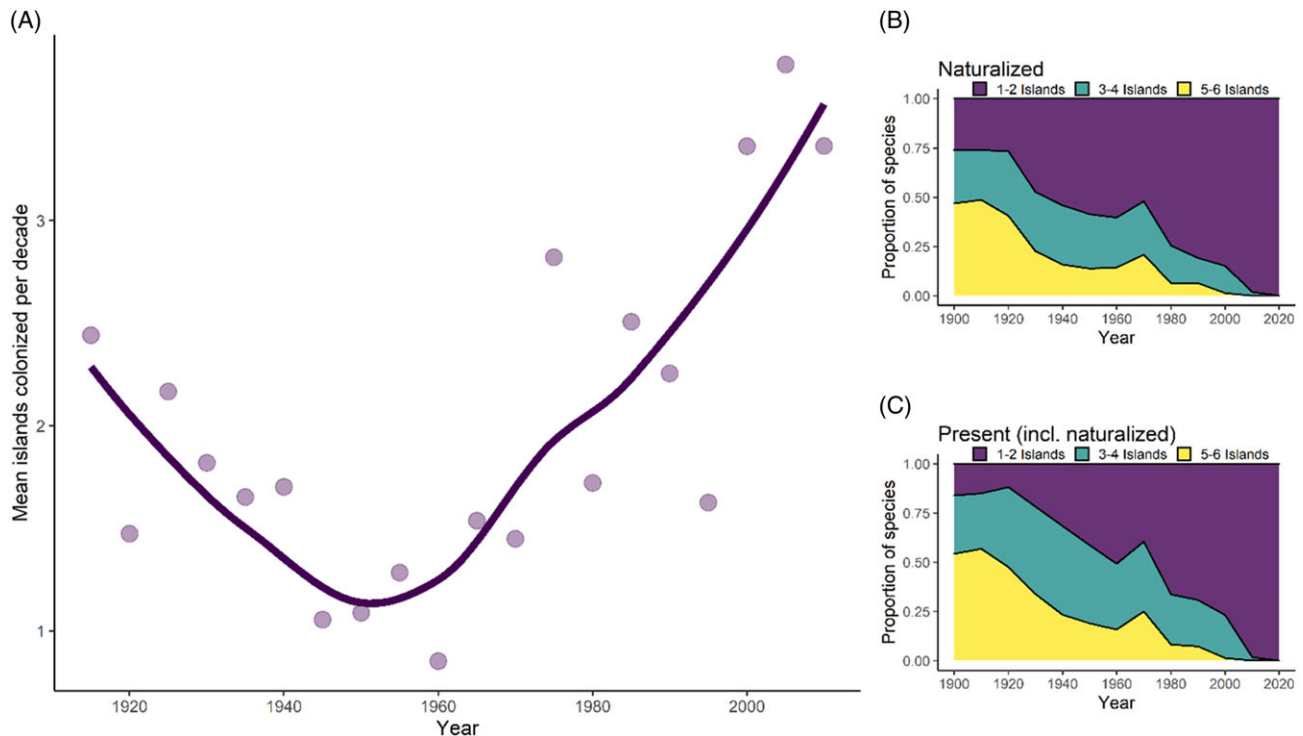 (A)
Mean islands colonized per decade
3
2
1
1920 1940 1960 1980 2000
Year
(B)
Naturalized
1-2 Islands 3-4 Islands 5-6 Islands
Proportion of species
1.00
0.75
0.50
0.25
0.00
1900 1920 1940 1960 1980 2000 2020
Year
(C)
Present (incl. naturalized)
1-2 Islands 3-4 Islands 5-6 Islands
Proportion of species
1.00
0.75
0.50
0.25
0.00
1900 1920 1940 1960 1980 2000 2020
Year